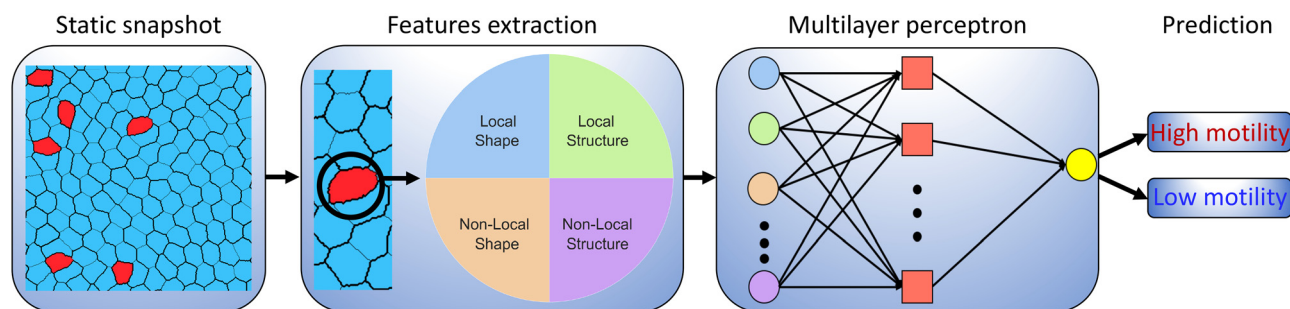 Static snapshot
Features extraction
Multilayer perceptron
Prediction
Local
Shape
Local
Structure
Non-Local
Shape
Non-Local
Structure
High motility
Low motility